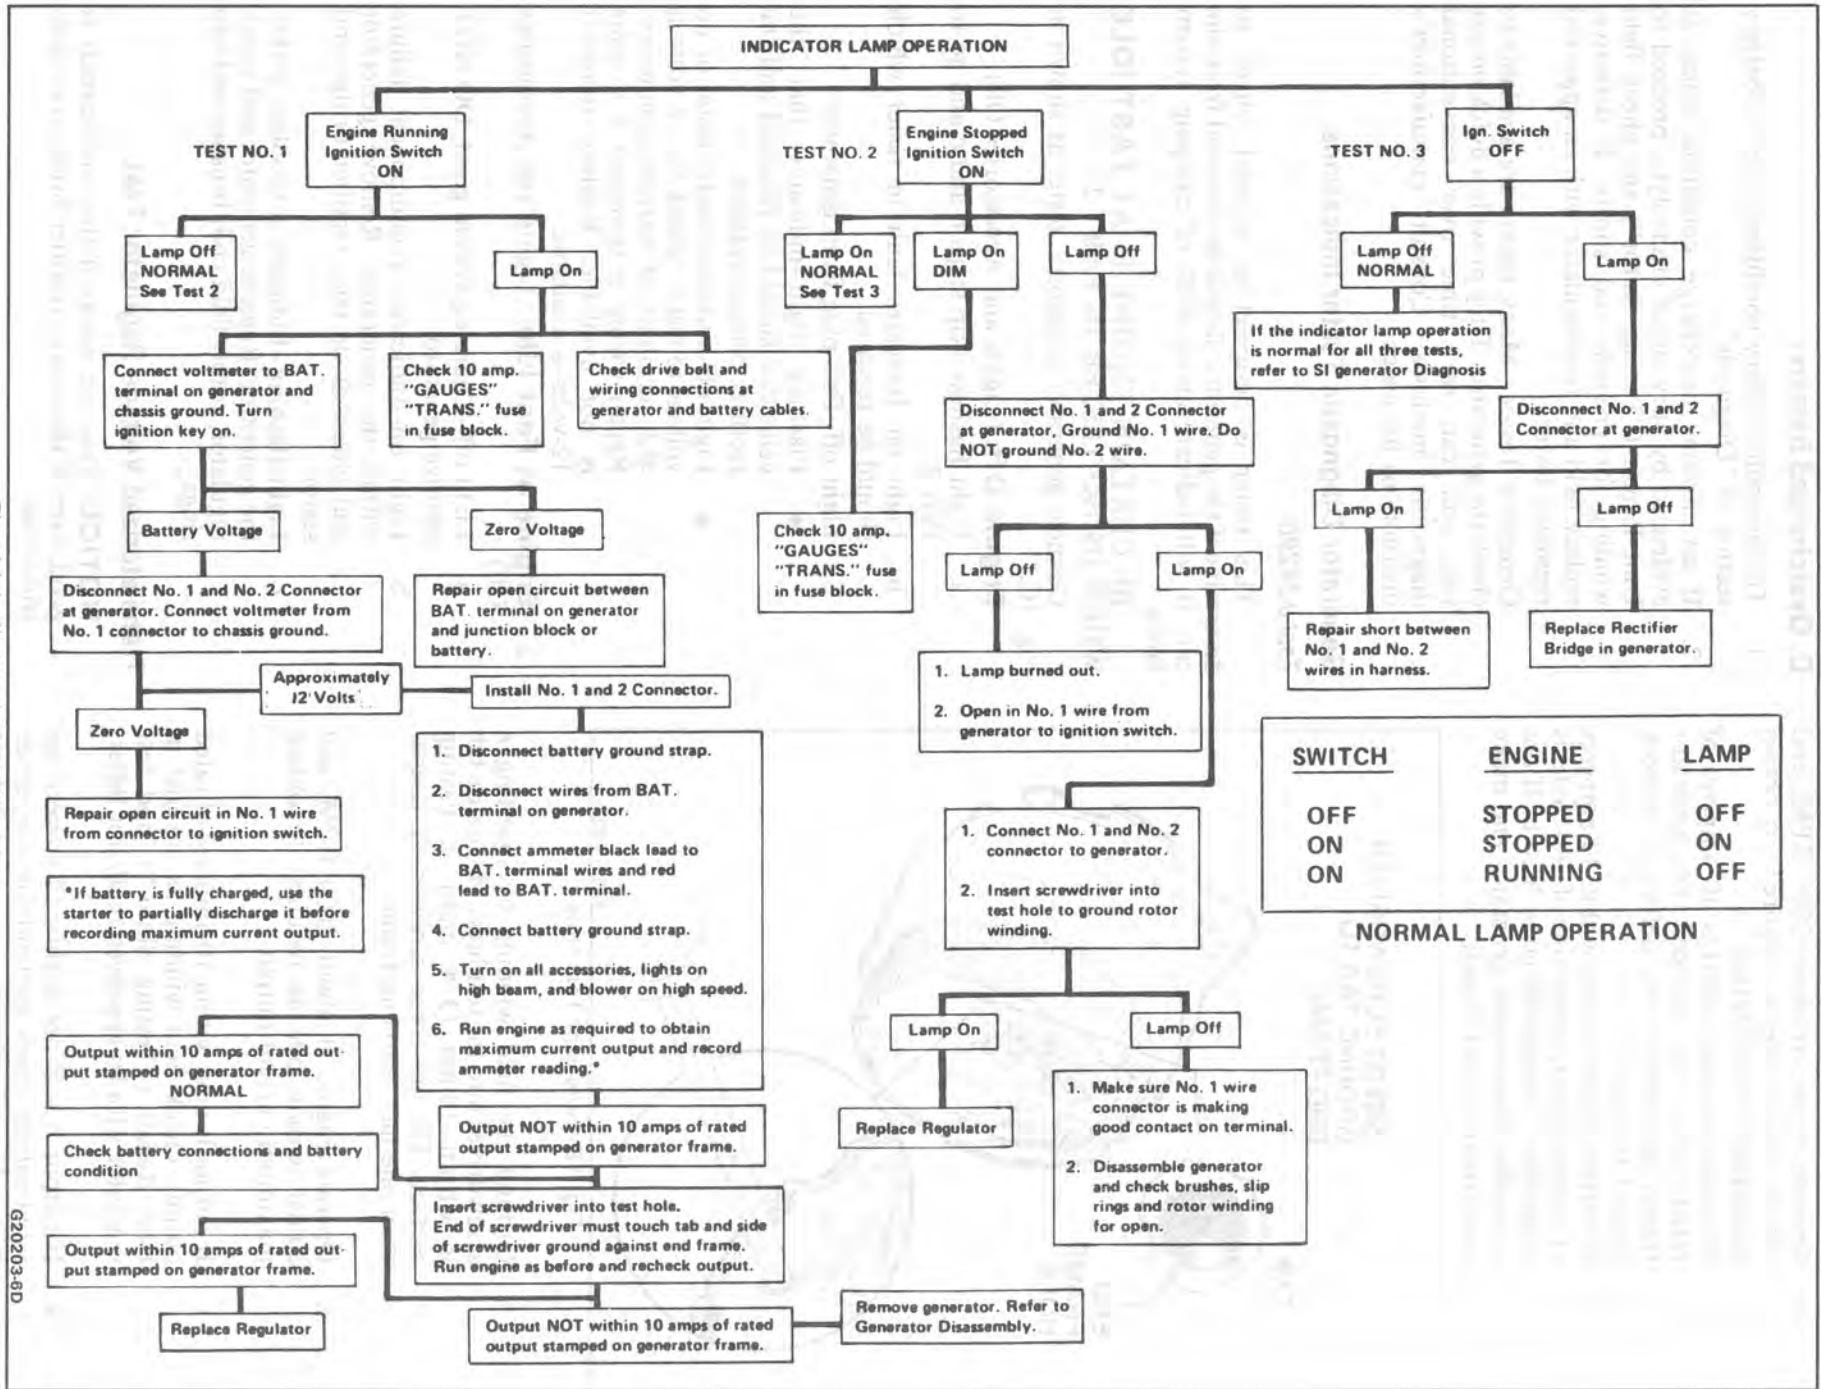 INDICATOR LAMP OPERATION
TEST NO. 1
Engine Running
Ignition Switch
ON
Lamp Off
NORMAL
See Test 2
Lamp On
Connect voltmeter to BAT.
terminal on generator and
chassis ground. Turn
ignition key on.
Check 10 amp.
"GAUGES"
"TRANS." fuse
in fuse block.
Check drive belt and
wiring connections at
generator and battery cables.
Battery Voltage
Zero Voltage
Disconnect No. 1 and No. 2 Connector
at generator. Connect voltmeter from
No. 1 connector to chassis ground.
Repair open circuit between
BAT. terminal on generator
and junction block or
battery.
Approximately
12 Volts
Install No. 1 and 2 Connector.
Zero Voltage
Repair open circuit in No. 1 wire
from connector to ignition switch.
*If battery is fully charged, use the
starter to partially discharge it before
recording maximum current output.
1. Disconnect battery ground strap.
2. Disconnect wires from BAT.
terminal on generator.
3. Connect ammeter black lead to
BAT. terminal wires and red
lead to BAT. terminal.
4. Connect battery ground strap.
5. Turn on all accessories, lights on
high beam, and blower on high speed.
6. Run engine as required to obtain
maximum current output and record
ammeter reading.*
Output within 10 amps of rated out-
put stamped on generator frame.
NORMAL
Check battery connections and battery
condition
Output NOT within 10 amps of rated
output stamped on generator frame.
Insert screwdriver into test hole.
End of screwdriver must touch tab and side
of screwdriver ground against end frame.
Run engine as before and recheck output.
Output within 10 amps of rated out-
put stamped on generator frame.
Replace Regulator
Output NOT within 10 amps of rated
output stamped on generator frame.
Remove generator. Refer to
Generator Disassembly.
TEST NO. 2
Engine Stopped
Ignition Switch
ON
Lamp On
NORMAL
See Test 3
Lamp On
DIM
Lamp Off
Check 10 amp.
"GAUGES"
"TRANS." fuse
in fuse block.
Disconnect No. 1 and 2 Connector
at generator, Ground No. 1 wire. Do
NOT ground No. 2 wire.
Lamp Off
Lamp On
1. Lamp burned out.
2. Open in No. 1 wire from
generator to ignition switch.
1. Connect No. 1 and No. 2
connector to generator.
2. Insert screwdriver into
test hole to ground rotor
winding.
Lamp On
Lamp Off
Replace Regulator
1. Make sure No. 1 wire
connector is making
good contact on terminal.
2. Disassemble generator
and check brushes, slip
rings and rotor winding
for open.
TEST NO. 3
Ign. Switch
OFF
Lamp Off
NORMAL
Lamp On
If the indicator lamp operation
is normal for all three tests,
refer to SI generator Diagnosis
Disconnect No. 1 and 2
Connector at generator.
Lamp On
Lamp Off
Repair short between
No. 1 and No. 2
wires in harness.
Replace Rectifier
Bridge in generator.
SWITCH ENGINE LAMP
OFF STOPPED OFF
ON STOPPED ON
ON RUNNING OFF
NORMAL LAMP OPERATION
G20203-6D